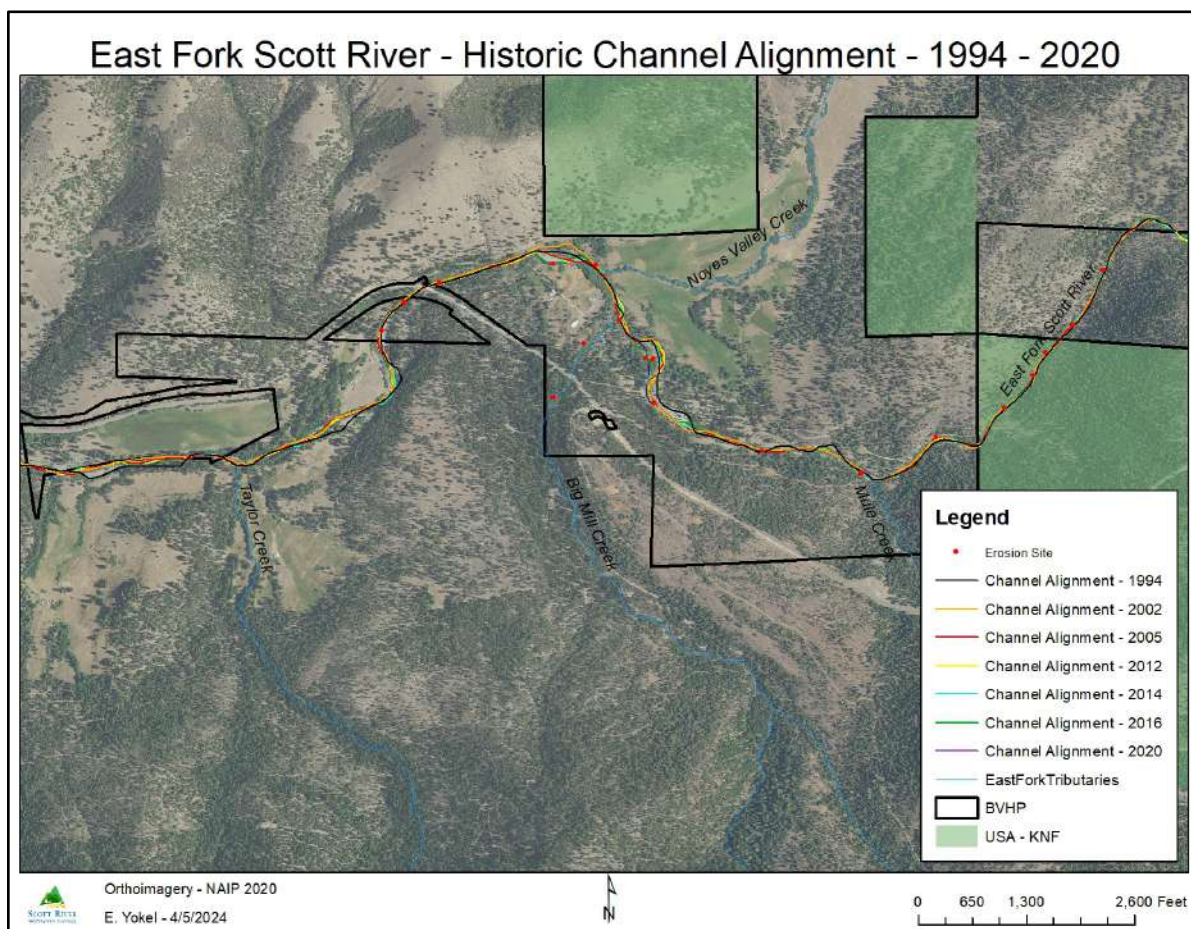 East Fork Scott River - Historic Channel Alignment - 1994 - 2020
Noyes Valley Creek
East Fork Scott River
Taylor Creek
Big Mill Creek
Mule Creek
Legend
Erosion Site
Channel Alignment - 1994
Channel Alignment - 2002
Channel Alignment - 2005
Channel Alignment - 2012
Channel Alignment - 2014
Channel Alignment - 2016
Channel Alignment - 2020
EastForkTributaries
BVHP
USA - KNF
SCOTT RIVER
Orthoimagery - NAIP 2020
E. Yokel - 4/5/2024
N
0 650 1,300 2,600 Feet